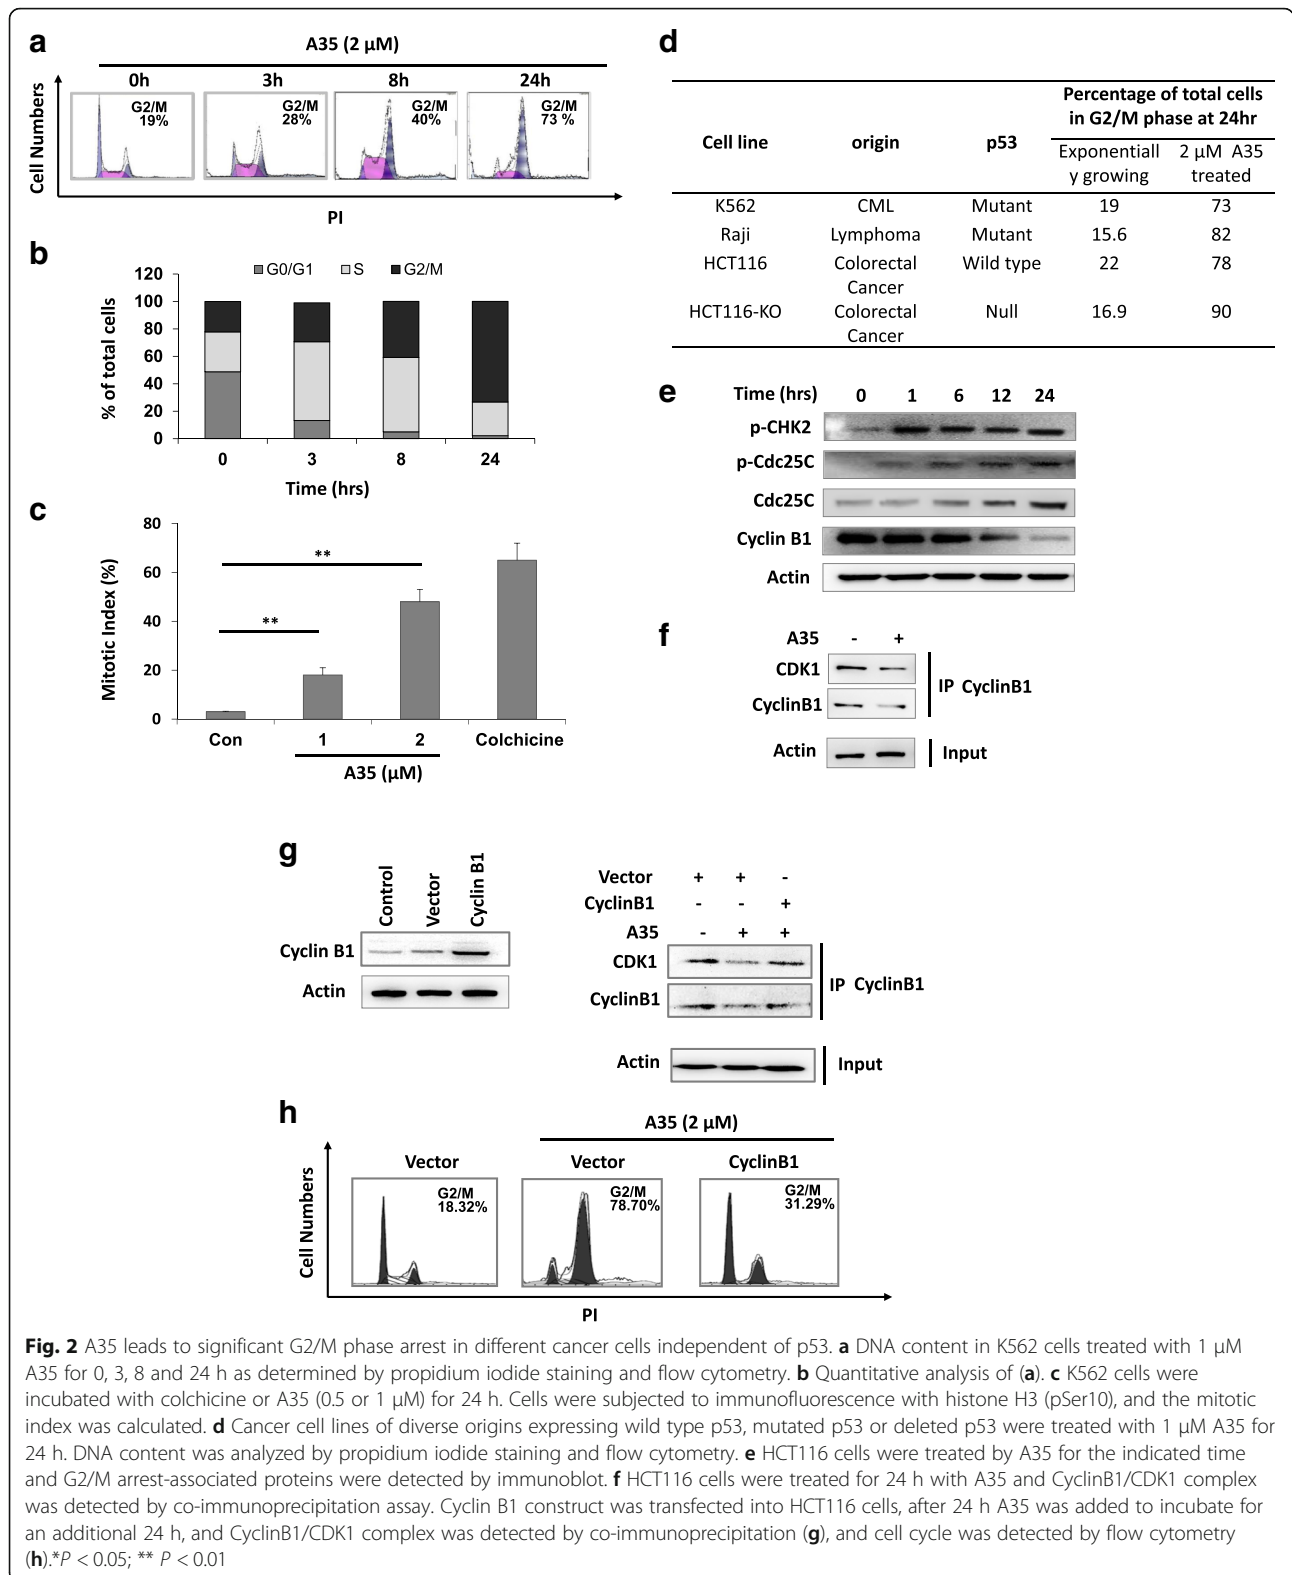 a
A35 (2 µM)
0h 3h 8h 24h
G2/M 19%
G2/M 28%
G2/M 40%
G2/M 73 %
Cell Numbers
PI
b
G0/G1 S G2/M
120
100
80
60
40
20
0
% of total cells
0 3 8 24
Time (hrs)
c
80
60
40
20
0
Mitotic Index (%)
**
**
Con 1 2 Colchicine
A35 (µM)
d
Percentage of total cells
in G2/M phase at 24hr
Cell line origin p53
Exponentiall 2 µM A35
y growing treated
K562 CML Mutant 19 73
Raji Lymphoma Mutant 15.6 82
HCT116 Colorectal Wild type 22 78
Cancer
HCT116-KO Colorectal Null 16.9 90
Cancer
e
Time (hrs) 0 1 6 12 24
p-CHK2
p-Cdc25C
Cdc25C
Cyclin B1
Actin
f
A35 - +
CDK1
CyclinB1
IP CyclinB1
Actin
Input
g
Control
Vector
Cyclin B1
Cyclin B1
Actin
Vector + + -
CyclinB1 - - +
A35 - + +
CDK1
CyclinB1
IP CyclinB1
Actin
Input
h
A35 (2 µM)
Vector Vector CyclinB1
G2/M 18.32%
G2/M 78.70%
G2/M 31.29%
Cell Numbers
PI
Fig. 2 A35 leads to significant G2/M phase arrest in different cancer cells independent of p53. a DNA content in K562 cells treated with 1 µM
A35 for 0, 3, 8 and 24 h as determined by propidium iodide staining and flow cytometry. b Quantitative analysis of (a). c K562 cells were
incubated with colchicine or A35 (0.5 or 1 µM) for 24 h. Cells were subjected to immunofluorescence with histone H3 (pSer10), and the mitotic
index was calculated. d Cancer cell lines of diverse origins expressing wild type p53, mutated p53 or deleted p53 were treated with 1 µM A35 for
24 h. DNA content was analyzed by propidium iodide staining and flow cytometry. e HCT116 cells were treated by A35 for the indicated time
and G2/M arrest-associated proteins were detected by immunoblot. f HCT116 cells were treated for 24 h with A35 and CyclinB1/CDK1 complex
was detected by co-immunoprecipitation assay. Cyclin B1 construct was transfected into HCT116 cells, after 24 h A35 was added to incubate for
an additional 24 h, and CyclinB1/CDK1 complex was detected by co-immunoprecipitation (g), and cell cycle was detected by flow cytometry
(h).*P < 0.05; ** P < 0.01